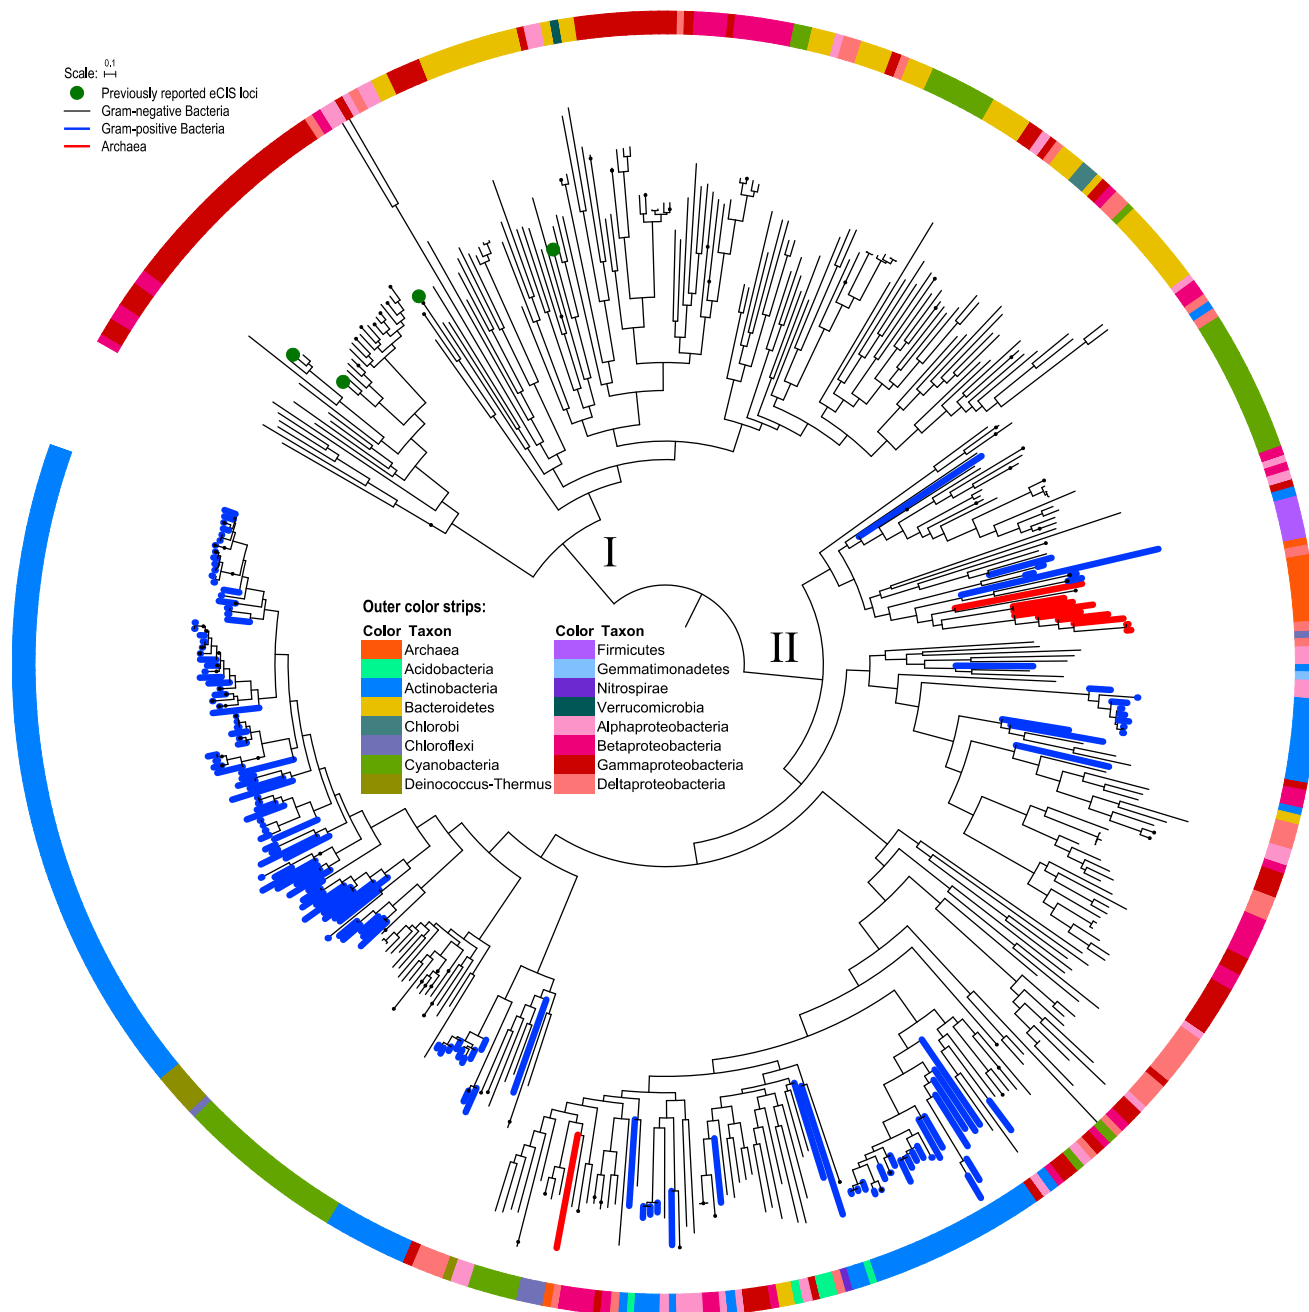 0.1
Scale:
Previously reported eCIS loci
Gram-negative Bacteria
Gram-positive Bacteria
Archaea
I
II
Outer color strips:
Color Taxon Color Taxon
Archaea Firmicutes
Acidobacteria Gemmatimonadetes
Actinobacteria Nitrospirae
Bacteroidetes Verrucomicrobia
Chlorobi Alphaproteobacteria
Chloroflexi Betaproteobacteria
Cyanobacteria Gammaproteobacteria
Deinococcus-Thermus Deltaproteobacteria